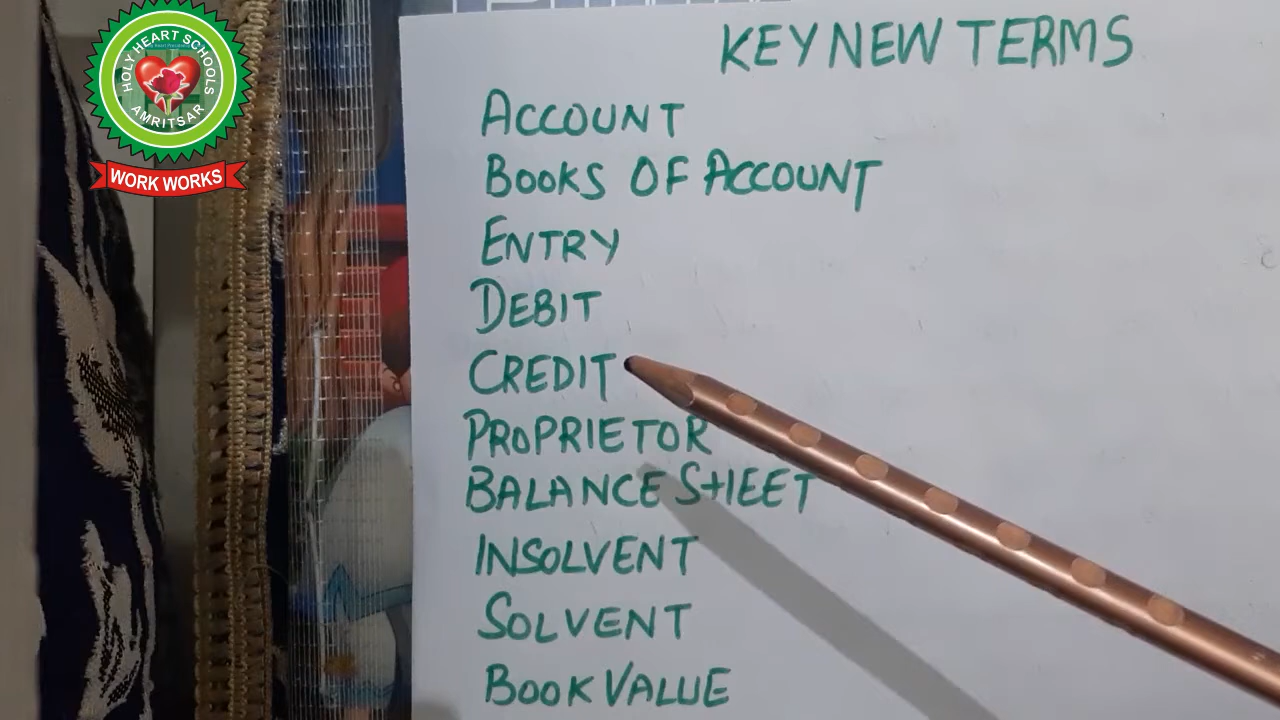 HOLY HEART SCHOOLS
AMRITSAR
WORK WORKS
KEY NEW TERMS
ACCOUNT
BOOKS OF ACCOUNT
ENTRY
DEBIT
CREDIT
PROPRIETOR
BALANCE SHEET
INSOLVENT
SOLVENT
BOOK VALUE